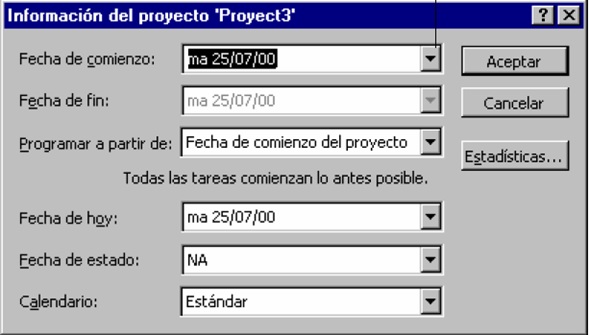 Información del proyecto 'Proyect3'
Fecha de comienzo: ma 25/07/00 Aceptar
Fecha de fin: ma 25/07/00 Cancelar
Programar a partir de: Fecha de comienzo del proyecto Estadísticas...
Todas las tareas comienzan lo antes posible.
Fecha de hoy: ma 25/07/00
Fecha de estado: NA
Calendario: Estándar